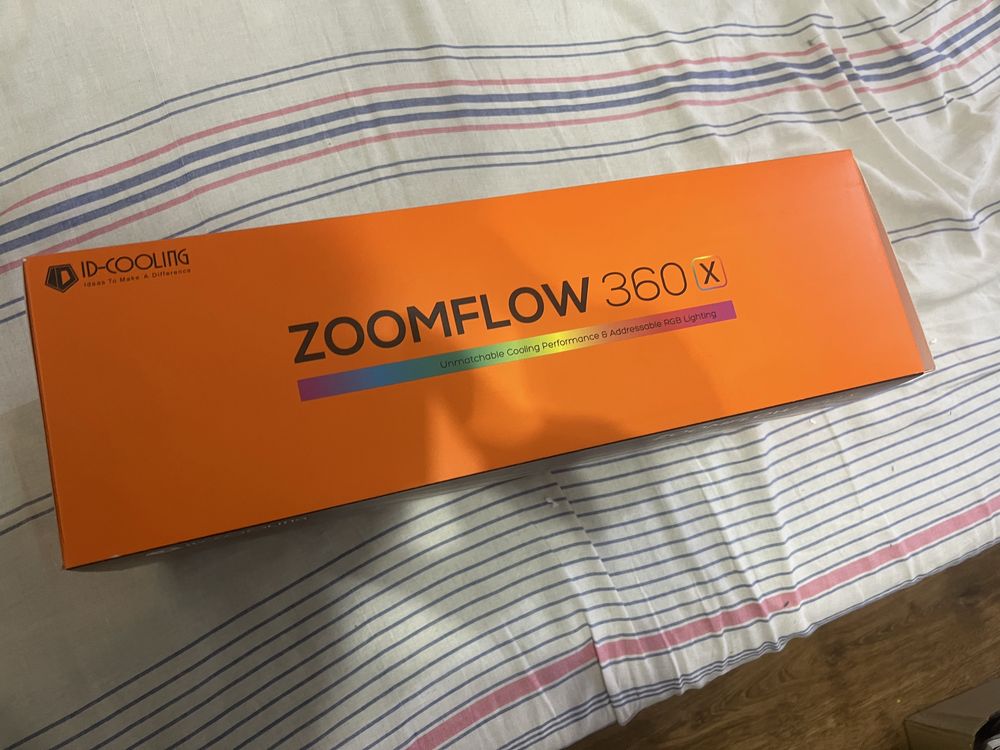 ID-COOLING
Ideas To Make A Difference
ZOOMFLOW 360 X
Unmatchable Cooling Performance & Addressable RGB Lighting